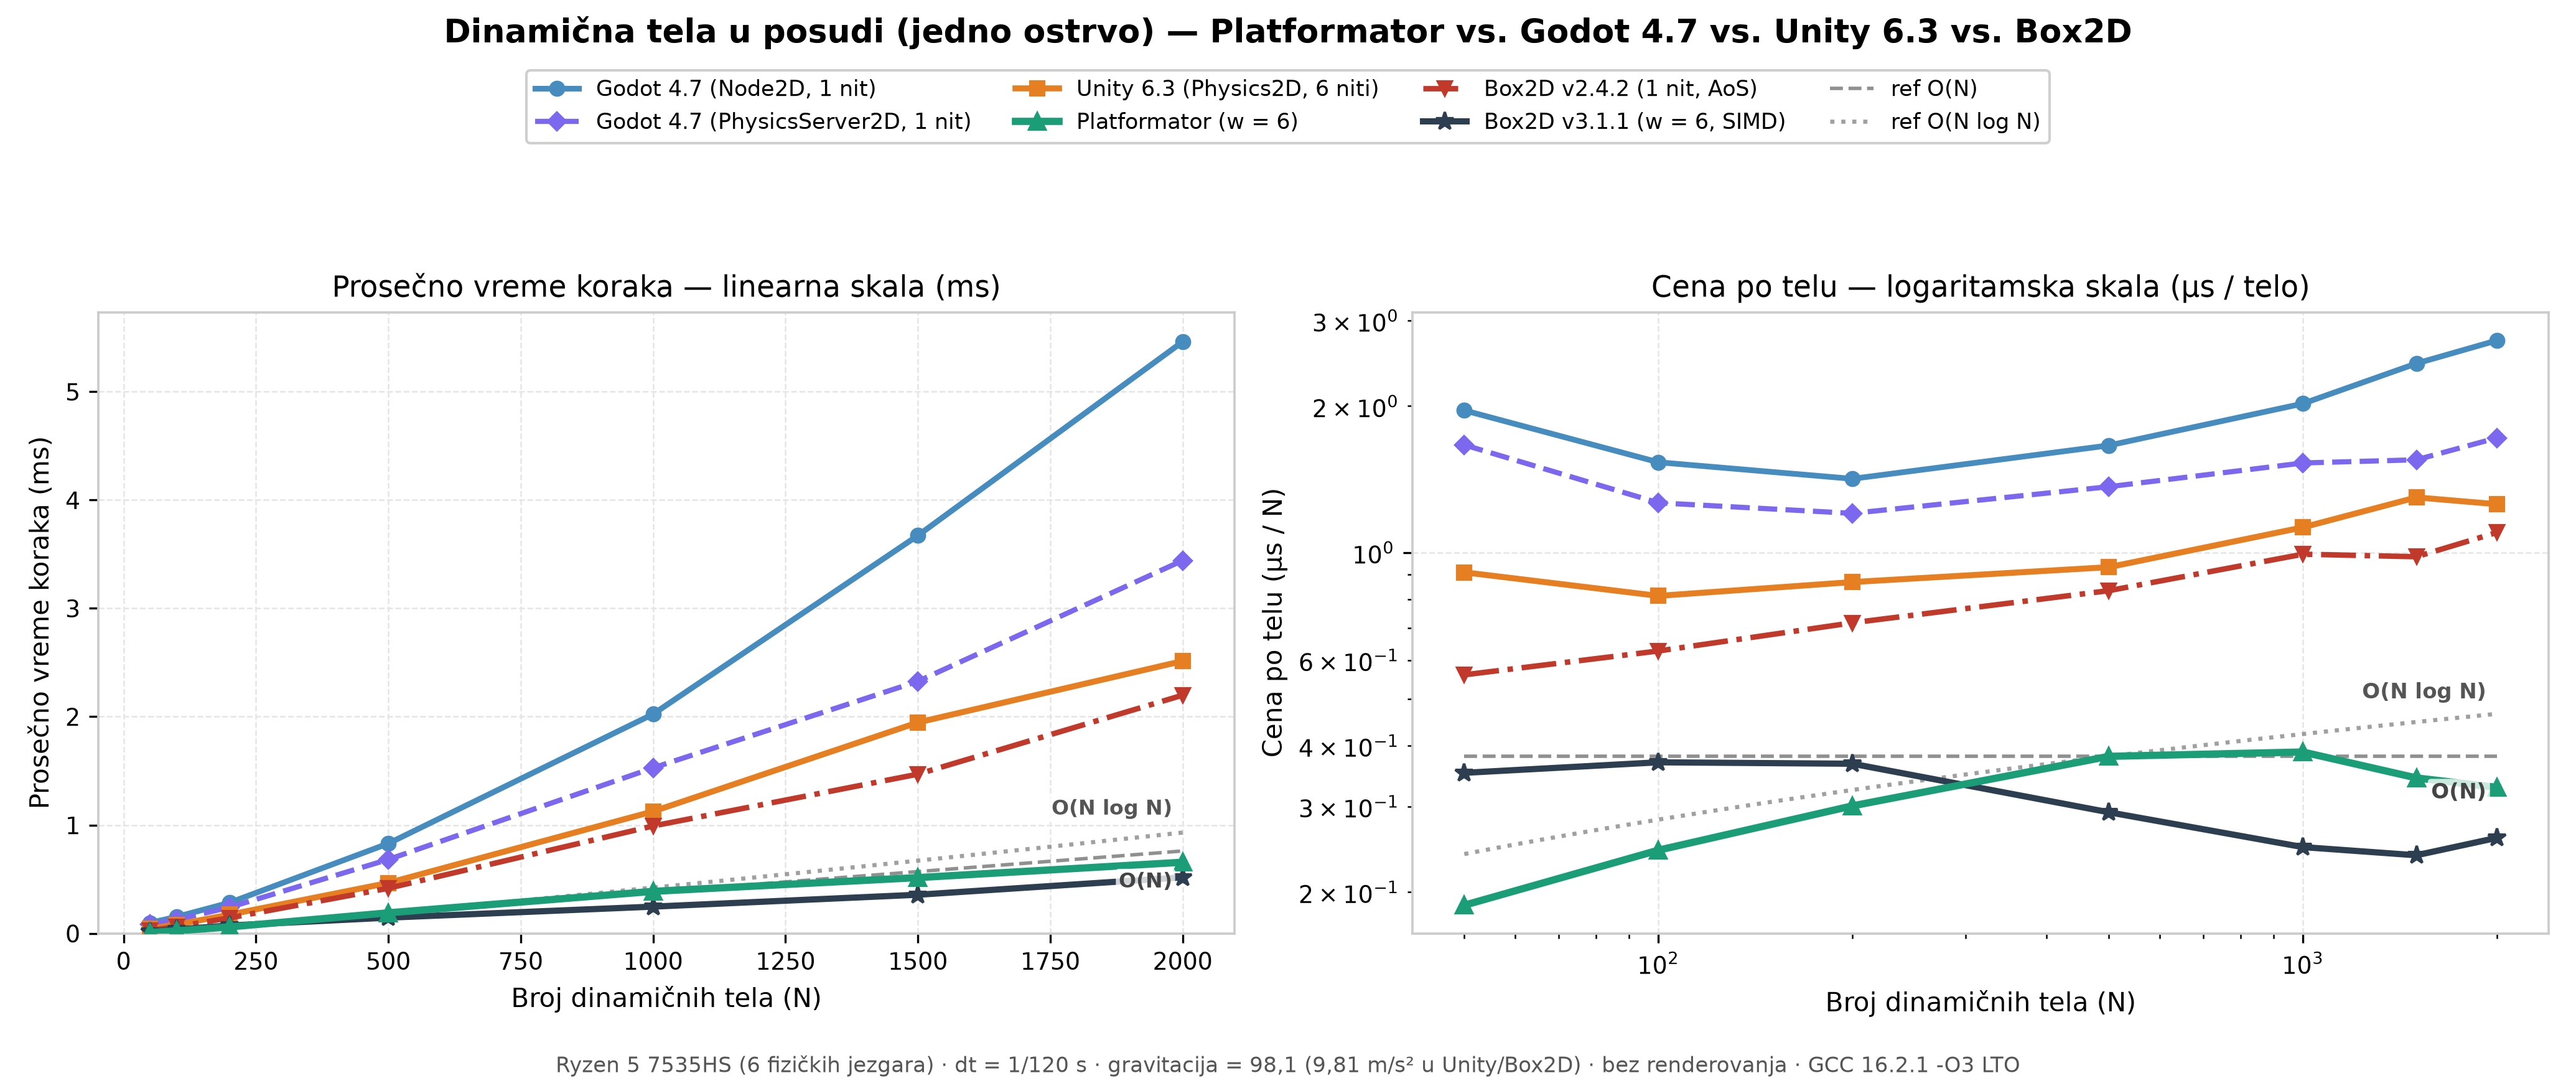 Dinamična tela u posudi (jedno ostrvo) — Platformator vs. Godot 4.7 vs. Unity 6.3 vs. Box2D
Godot 4.7 (Node2D, 1 nit)
Godot 4.7 (PhysicsServer2D, 1 nit)
Unity 6.3 (Physics2D, 6 niti)
Platformator (w = 6)
Box2D v2.4.2 (1 nit, AoS)
Box2D v3.1.1 (w = 6, SIMD)
ref O(N)
ref O(N log N)
Prosečno vreme koraka — linearna skala (ms)
Prosečno vreme koraka (ms)
5
4
3
2
1
0
O(N log N)
O(N)
0 250 500 750 1000 1250 1500 1750 2000
Broj dinamičnih tela (N)
Cena po telu — logaritamska skala (µs / telo)
Cena po telu (µs / N)
3 × 10⁰
2 × 10⁰
10⁰
6 × 10⁻¹
4 × 10⁻¹
3 × 10⁻¹
2 × 10⁻¹
O(N log N)
O(N)
10² 10³
Broj dinamičnih tela (N)
Ryzen 5 7535HS (6 fizičkih jezgara) · dt = 1/120 s · gravitacija = 98,1 (9,81 m/s² u Unity/Box2D) · bez renderovanja · GCC 16.2.1 -O3 LTO